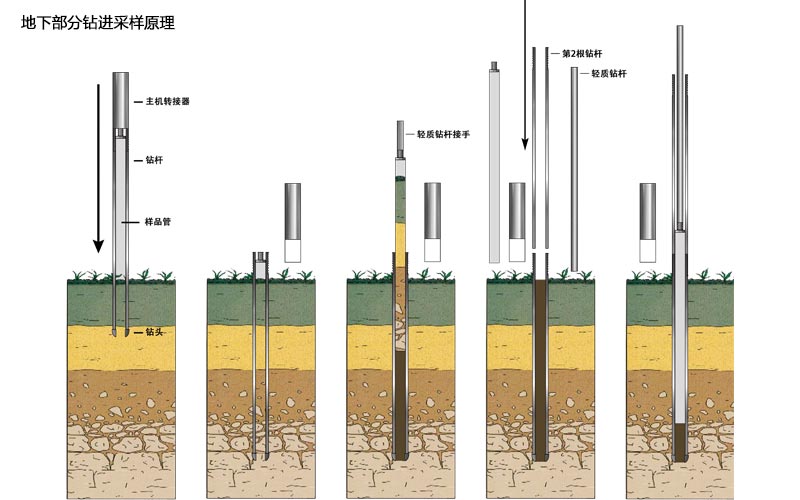 地下部分钻进采样原理
主机转接器
钻杆
样品管
钻头
轻质钻杆接手
第2根钻杆
轻质钻杆